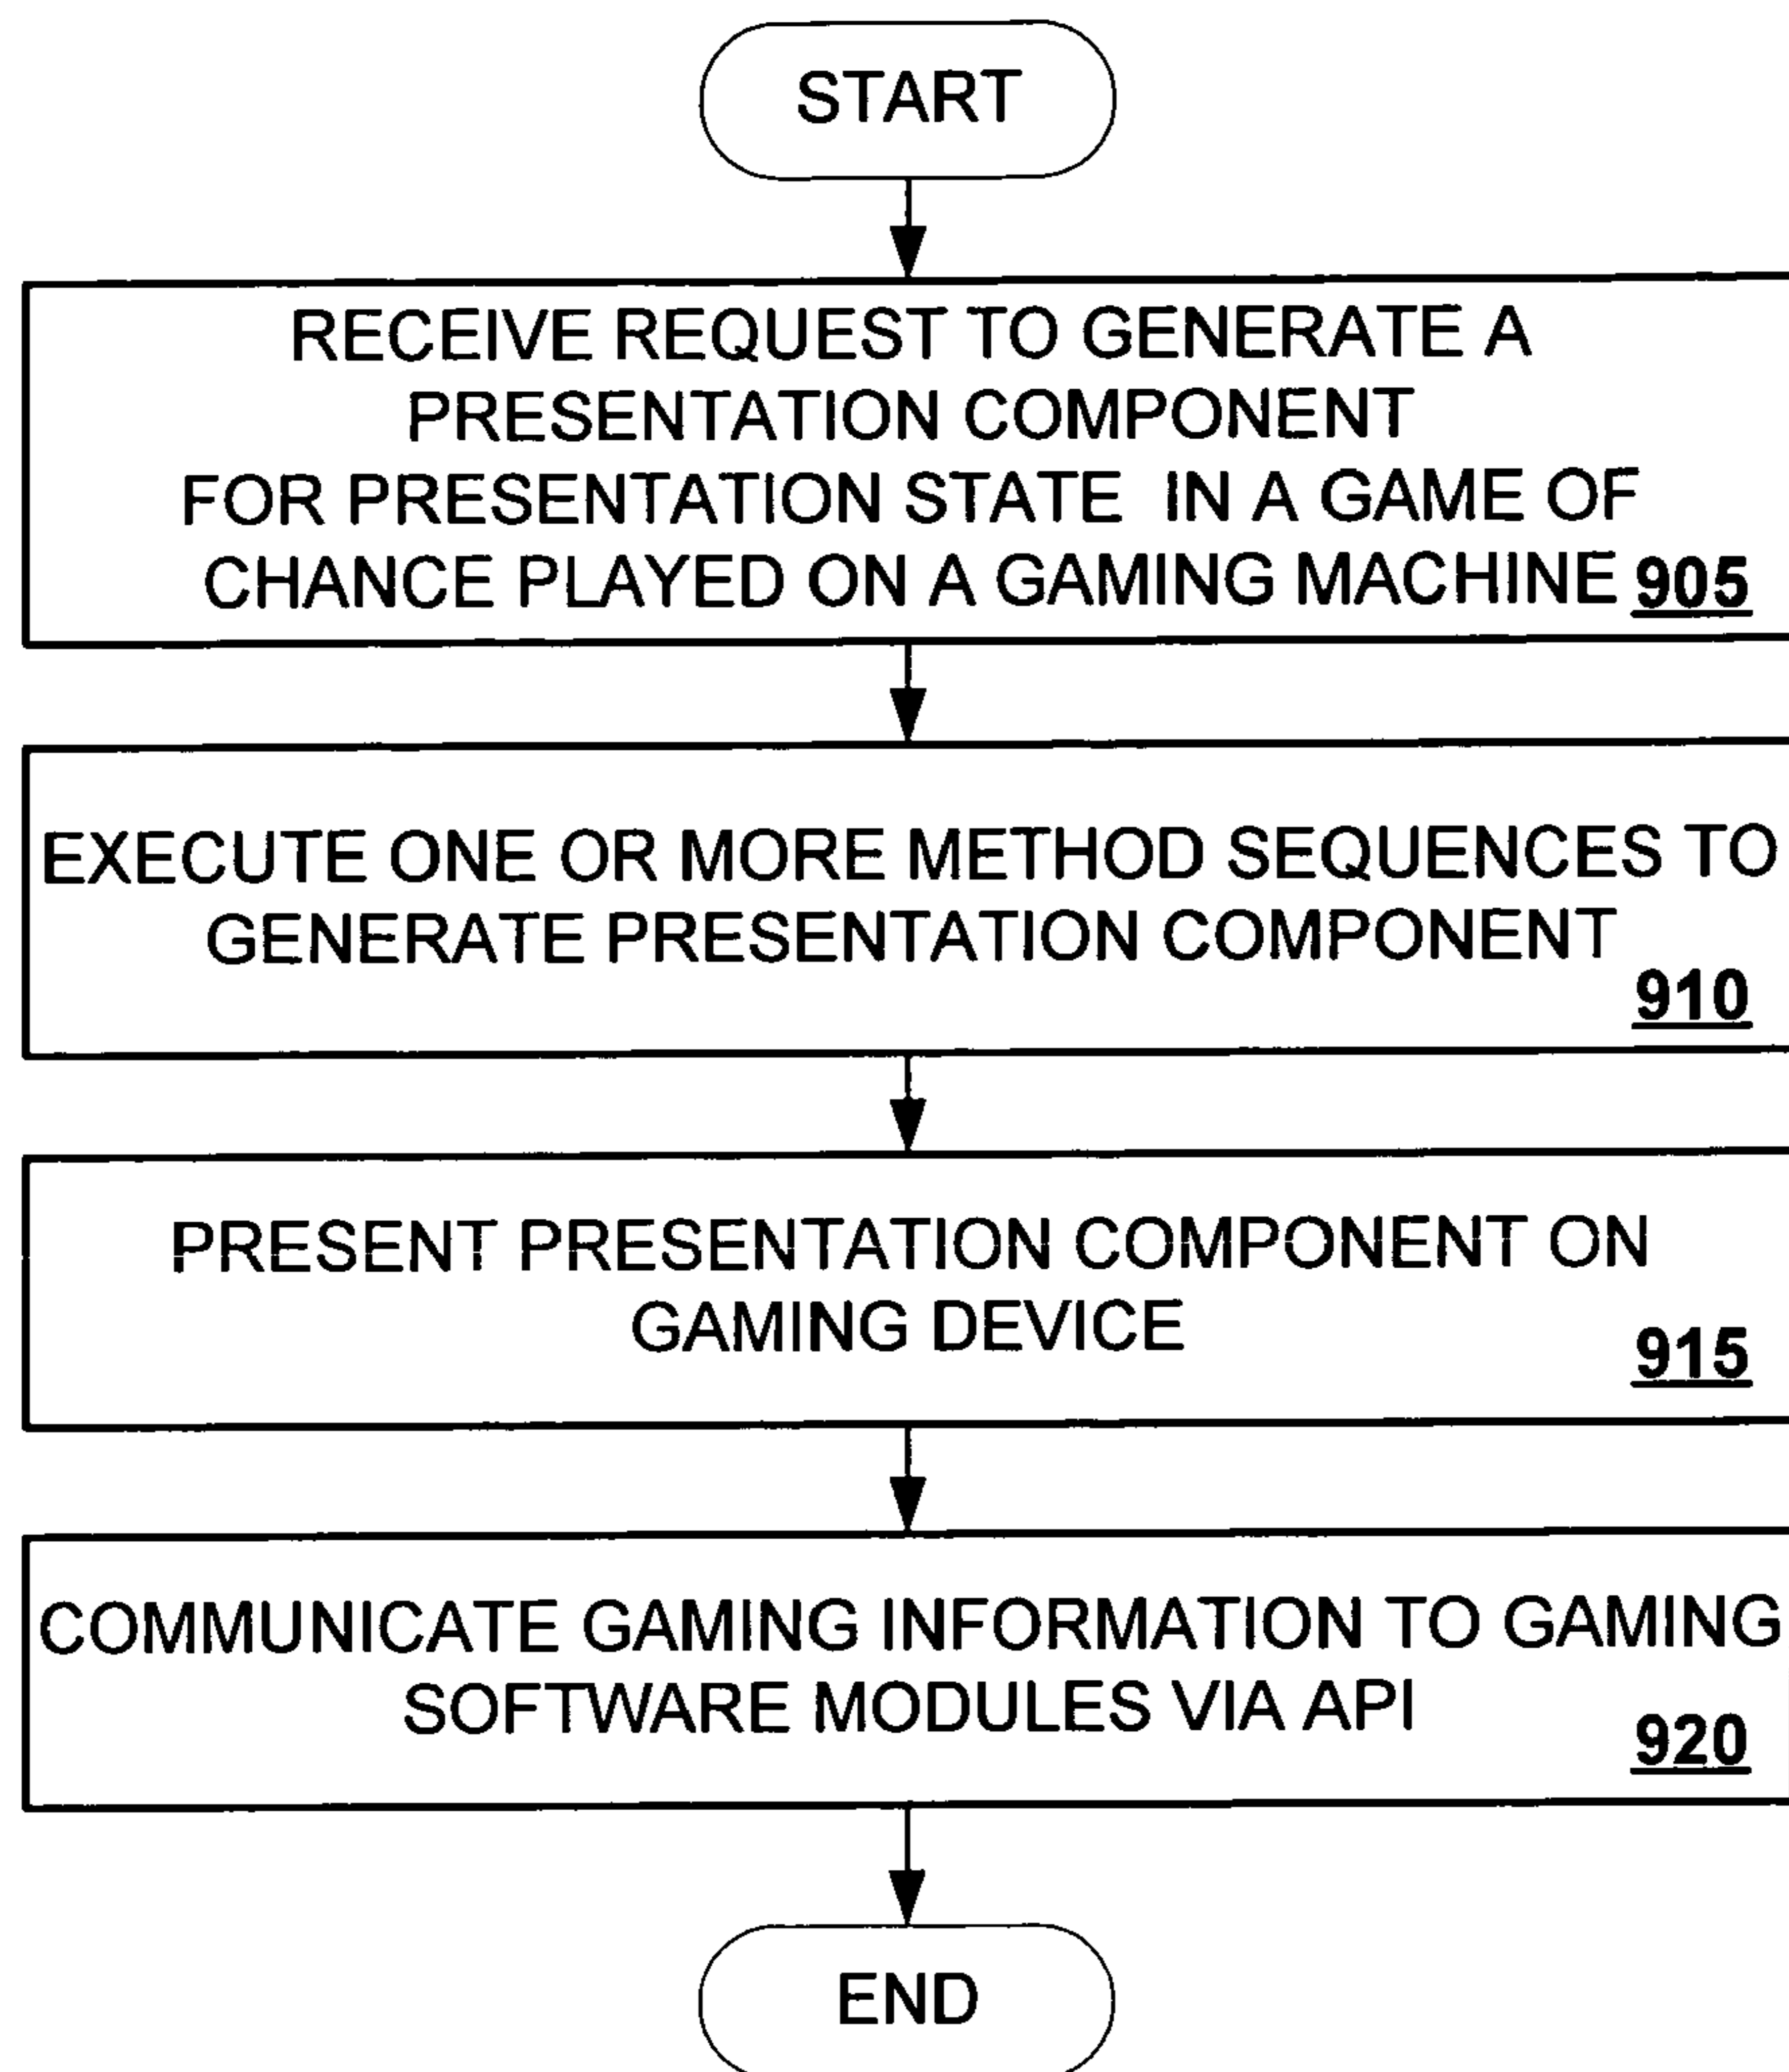 START
RECEIVE REQUEST TO GENERATE A
PRESENTATION COMPONENT
FOR PRESENTATION STATE IN A GAME OF
CHANCE PLAYED ON A GAMING MACHINE 905
EXECUTE ONE OR MORE METHOD SEQUENCES TO
GENERATE PRESENTATION COMPONENT
910
PRESENT PRESENTATION COMPONENT ON
GAMING DEVICE
915
COMMUNICATE GAMING INFORMATION TO GAMING
SOFTWARE MODULES VIA API
920
END